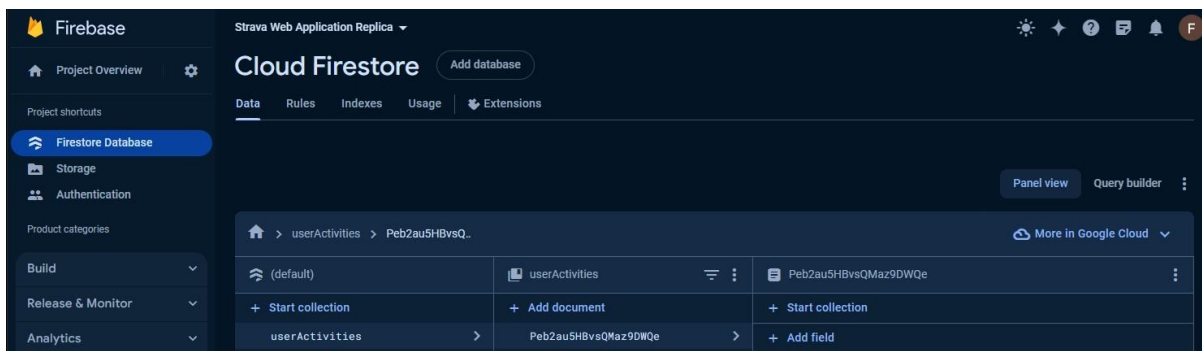 Firebase
Project Overview
Project shortcuts
Firestore Database
Storage
Authentication
Product categories
Build
Release & Monitor
Analytics
Strava Web Application Replica
F
Cloud Firestore
Add database
Data Rules Indexes Usage Extensions
Panel view Query builder
userActivities > Peb2au5HBvsQ..
More in Google Cloud
(default)
+ Start collection
userActivities
userActivities
+ Add document
Peb2au5HBvsQMaz9DWQe
Peb2au5HBvsQMaz9DWQe
+ Start collection
+ Add field